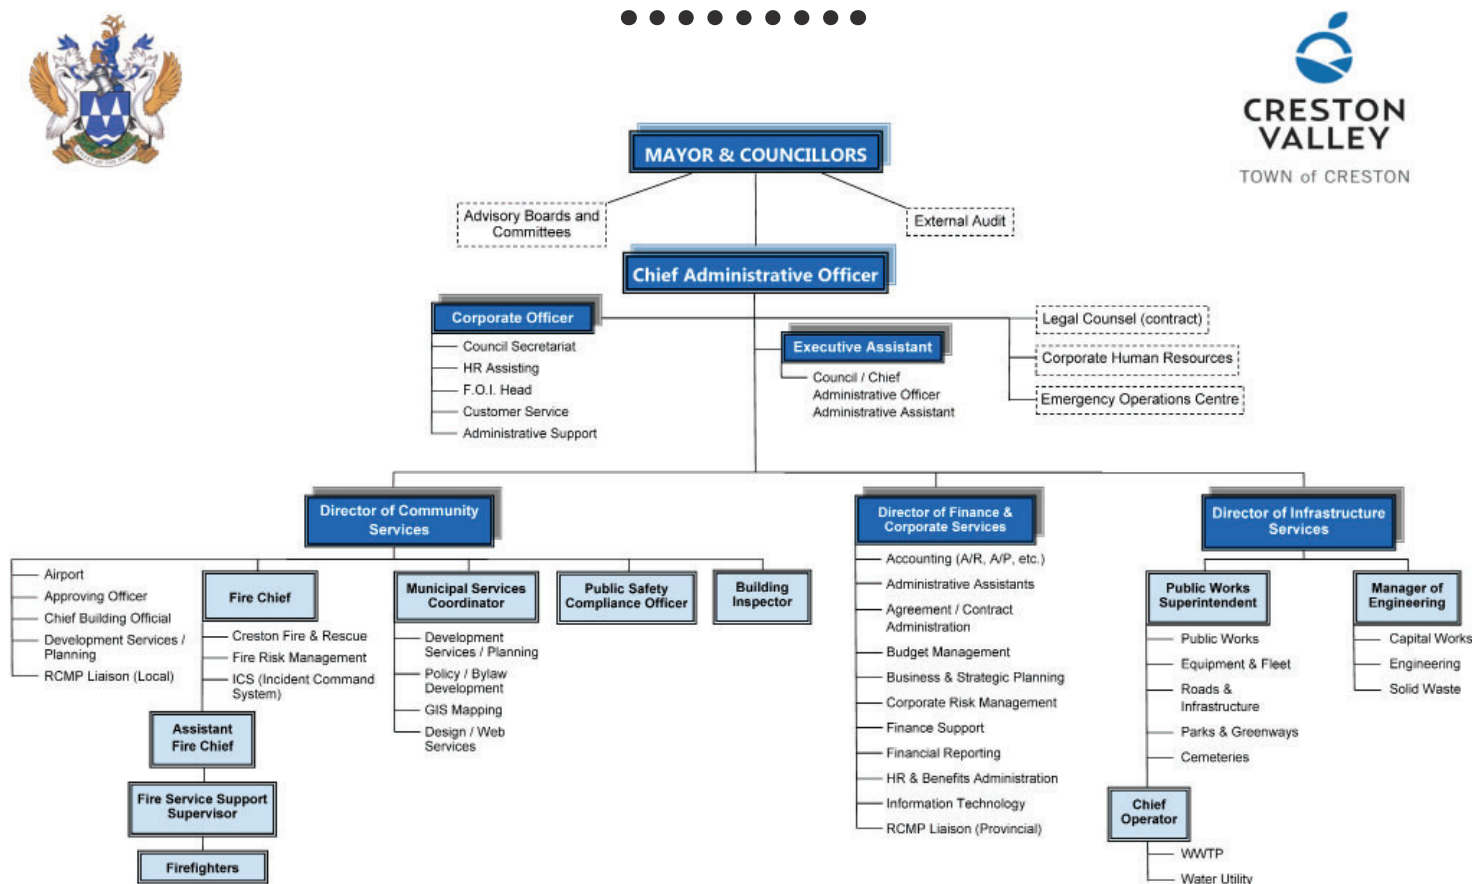 CRESTON
VALLEY
TOWN of CRESTON
MAYOR & COUNCILLORS
Advisory Boards and
Committees
External Audit
Chief Administrative Officer
Corporate Officer
Council Secretariat
HR Assisting
F.O.I. Head
Customer Service
Administrative Support
Executive Assistant
Council / Chief
Administrative Officer
Administrative Assistant
Legal Counsel (contract)
Corporate Human Resources
Emergency Operations Centre
Director of Community
Services
Airport
Approving Officer
Chief Building Official
Development Services /
Planning
RCMP Liaison (Local)
Fire Chief
Creston Fire & Rescue
Fire Risk Management
ICS (Incident Command
System)
Assistant
Fire Chief
Fire Service Support
Supervisor
Firefighters
Municipal Services
Coordinator
Development
Services / Planning
Policy / Bylaw
Development
GIS Mapping
Design / Web
Services
Public Safety
Compliance Officer
Building
Inspector
Director of Finance &
Corporate Services
Accounting (A/R, A/P, etc.)
Administrative Assistants
Agreement / Contract
Administration
Budget Management
Business & Strategic Planning
Corporate Risk Management
Finance Support
Financial Reporting
HR & Benefits Administration
Information Technology
RCMP Liaison (Provincial)
Director of Infrastructure
Services
Public Works
Superintendent
Public Works
Equipment & Fleet
Roads &
Infrastructure
Parks & Greenways
Cemeteries
Chief
Operator
WWTP
Water Utility
Manager of
Engineering
Capital Works
Engineering
Solid Waste